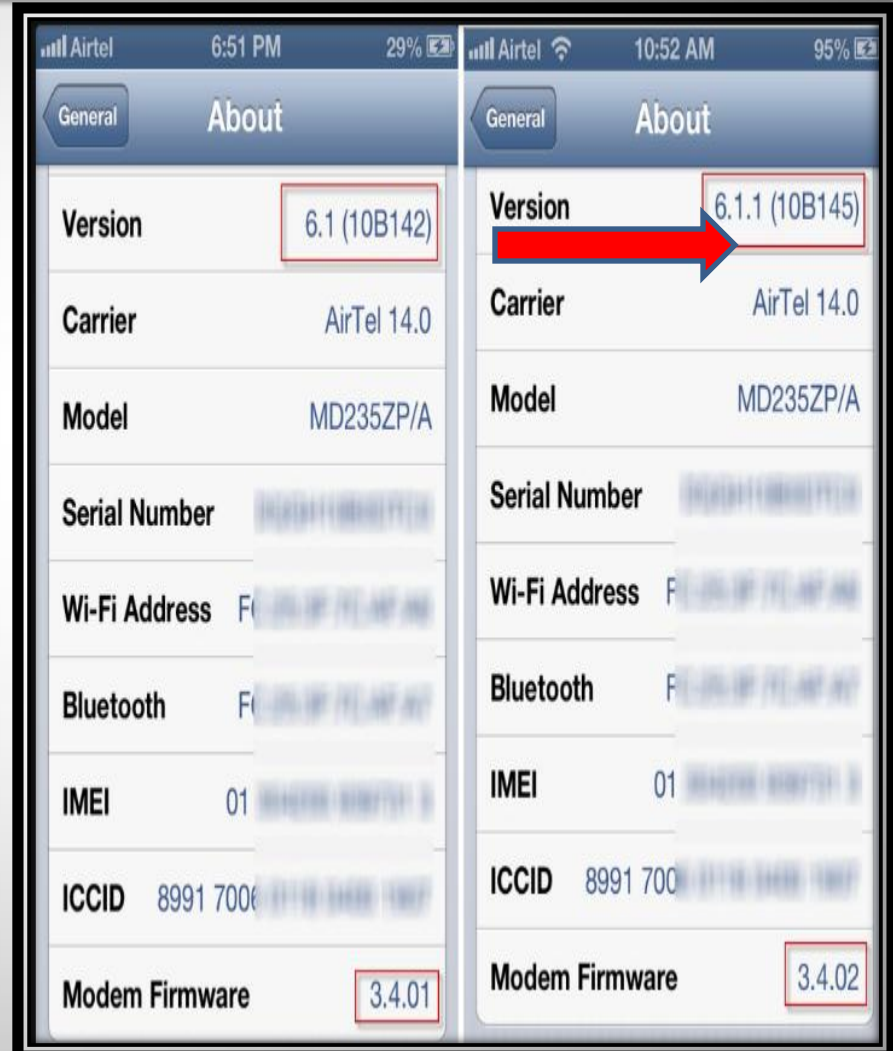 Airtel 6:51 PM 29%
General About
Version 6.1 (10B142)
Carrier AirTel 14.0
Model MD235ZP/A
Serial Number
Wi-Fi Address
Bluetooth
IMEI 01
ICCID 8991
Modem Firmware 3.4.01
Airtel 10:52 AM 95%
General About
Version 6.1.1 (10B145)
Carrier AirTel 14.0
Model MD235ZP/A
Serial Number
Wi-Fi Address
Bluetooth
IMEI 01
ICCID 8991
Modem Firmware 3.4.02